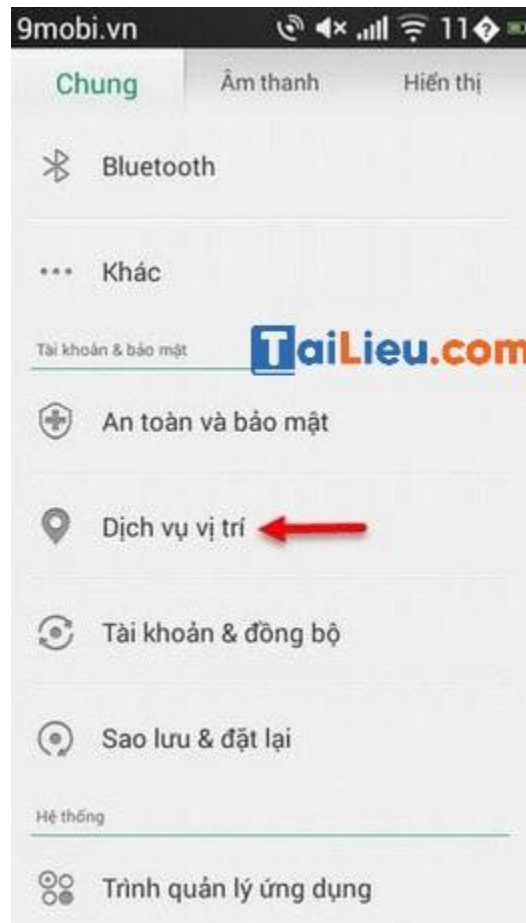 9mobi.vn 11
Chung Âm thanh Hiển thị
Bluetooth
Khác
Tài khoản & bảo mật
TaiLieu.com
An toàn và bảo mật
Dịch vụ vị trí
Tài khoản & đồng bộ
Sao lưu & đặt lại
Hệ thống
Trình quản lý ứng dụng